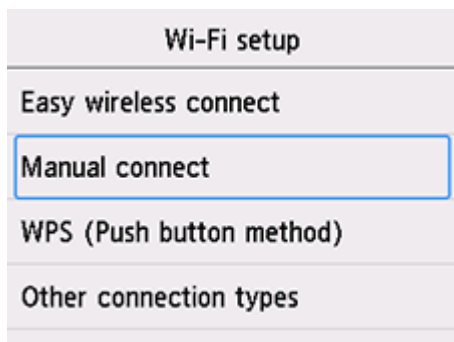 Wi-Fi setup
Easy wireless connect
Manual connect
WPS (Push button method)
Other connection types